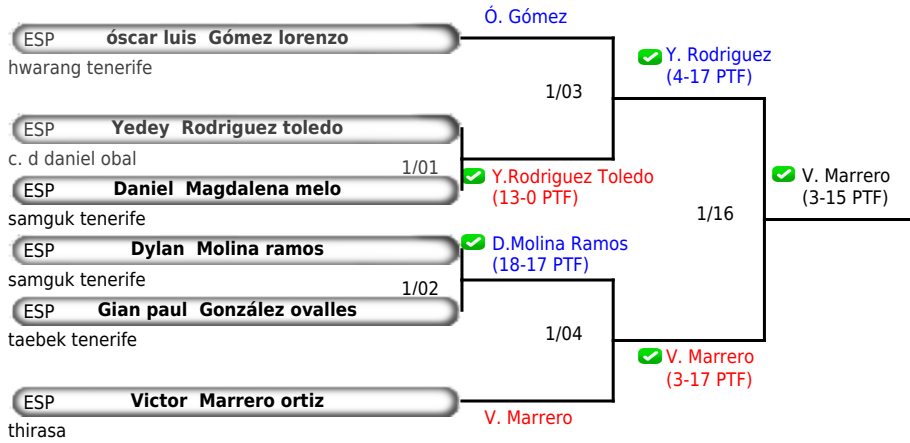 Ó. Gómez
ESP óscar luis Gómez lorenzo
hwarang tenerife
Y. Rodriguez
(4-17 PTF)
1/03
ESP Yedey Rodriguez toledo
c. d daniel obal
1/01
Y.Rodriguez Toledo
(13-0 PTF)
ESP Daniel Magdalena melo
samguk tenerife
V. Marrero
(3-15 PTF)
1/16
ESP Dylan Molina ramos
samguk tenerife
D.Molina Ramos
(18-17 PTF)
1/02
ESP Gian paul González ovalles
taebek tenerife
1/04
V. Marrero
(3-17 PTF)
ESP Victor Marrero ortiz
thirasa
V. Marrero